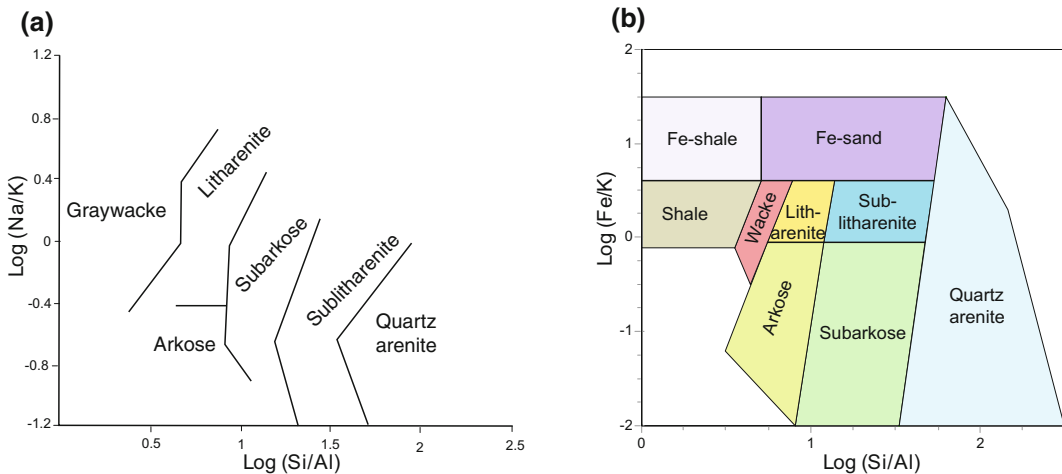 (a)
1.2
0.8
0.4
0
-0.4
-0.8
-1.2
Log (Na/K)
Graywacke
Litharenite
Subarkose
Sublitharenite
Arkose
Quartz
arenite
0.5
1
1.5
2
2.5
Log (Si/Al)
(b)
2
1
0
-1
-2
Log (Fe/K)
Fe-shale
Fe-sand
Shale
Wacke
Lith-
arenite
Sub-
litharenite
Arkose
Subarkose
Quartz
arenite
0
1
2
Log (Si/Al)